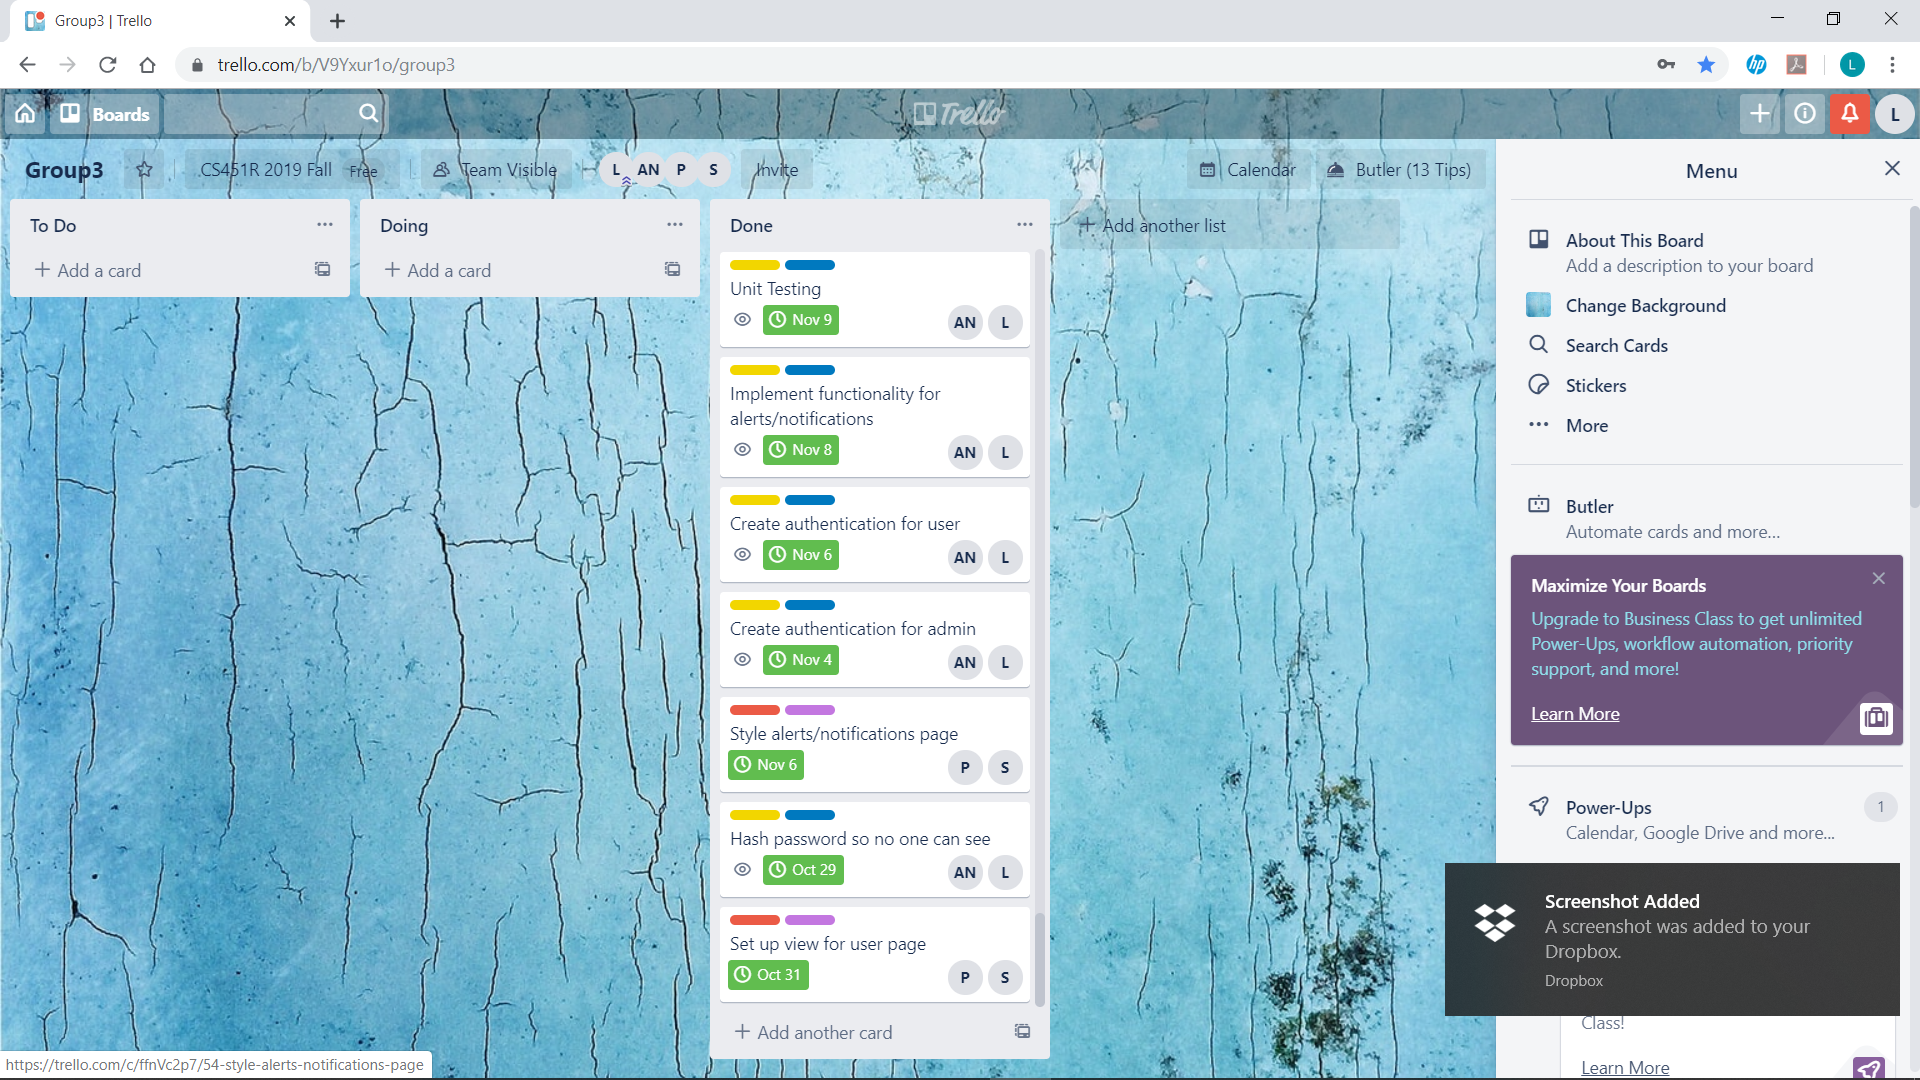 Group3 | Trello
trello.com/b/V9Yxur1o/group3
L
Boards
Trello
L
Group3
CS451R 2019 Fall Free
Team Visible
L AN P S
Invite
Calendar
Butler (13 Tips)
To Do
Add a card
Doing
Add a card
Done
Unit Testing
Nov 9
AN L
Implement functionality for
alerts/notifications
Nov 8
AN L
Create authentication for user
Nov 6
AN L
Create authentication for admin
Nov 4
AN L
Style alerts/notifications page
Nov 6
P S
Hash password so no one can see
Oct 29
AN L
Set up view for user page
Oct 31
P S
Add another card
Add another list
Menu
About This Board
Add a description to your board
Change Background
Search Cards
Stickers
More
Butler
Automate cards and more...
Maximize Your Boards
Upgrade to Business Class to get unlimited
Power-Ups, workflow automation, priority
support, and more!
Learn More
Power-Ups 1
Calendar, Google Drive and more...
Screenshot Added
A screenshot was added to your
Dropbox.
Dropbox
Class!
Learn More
https://trello.com/c/ffnVc2p7/54-style-alerts-notifications-page